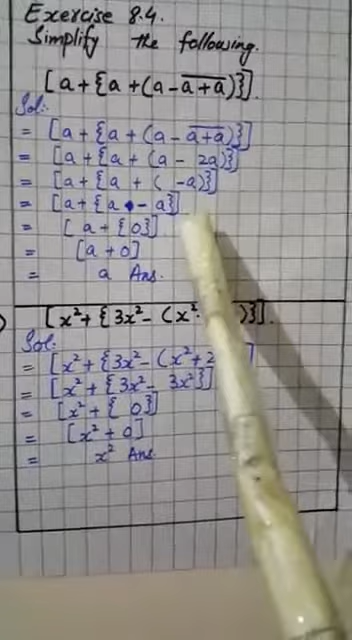 Exercise 8.4.
Simplify the following.
[a+{a+(a-a̅+̅a̅)}].
Sol:
= [a+{a+(a-a̅+̅a̅)}]
= [a+{a+(a-2a)}]
= [a+{a+(-a)}]
= [a+{a-a}]
= [a+{0}]
= [a+0]
= a Ans.
) [x²+{3x²-(x² )}].
Sol:
= [x²+{3x²-(x²+2 ]
= [x²+{3x²-3x²}]
= [x²+{0}]
= [x²+0]
= x² Ans.